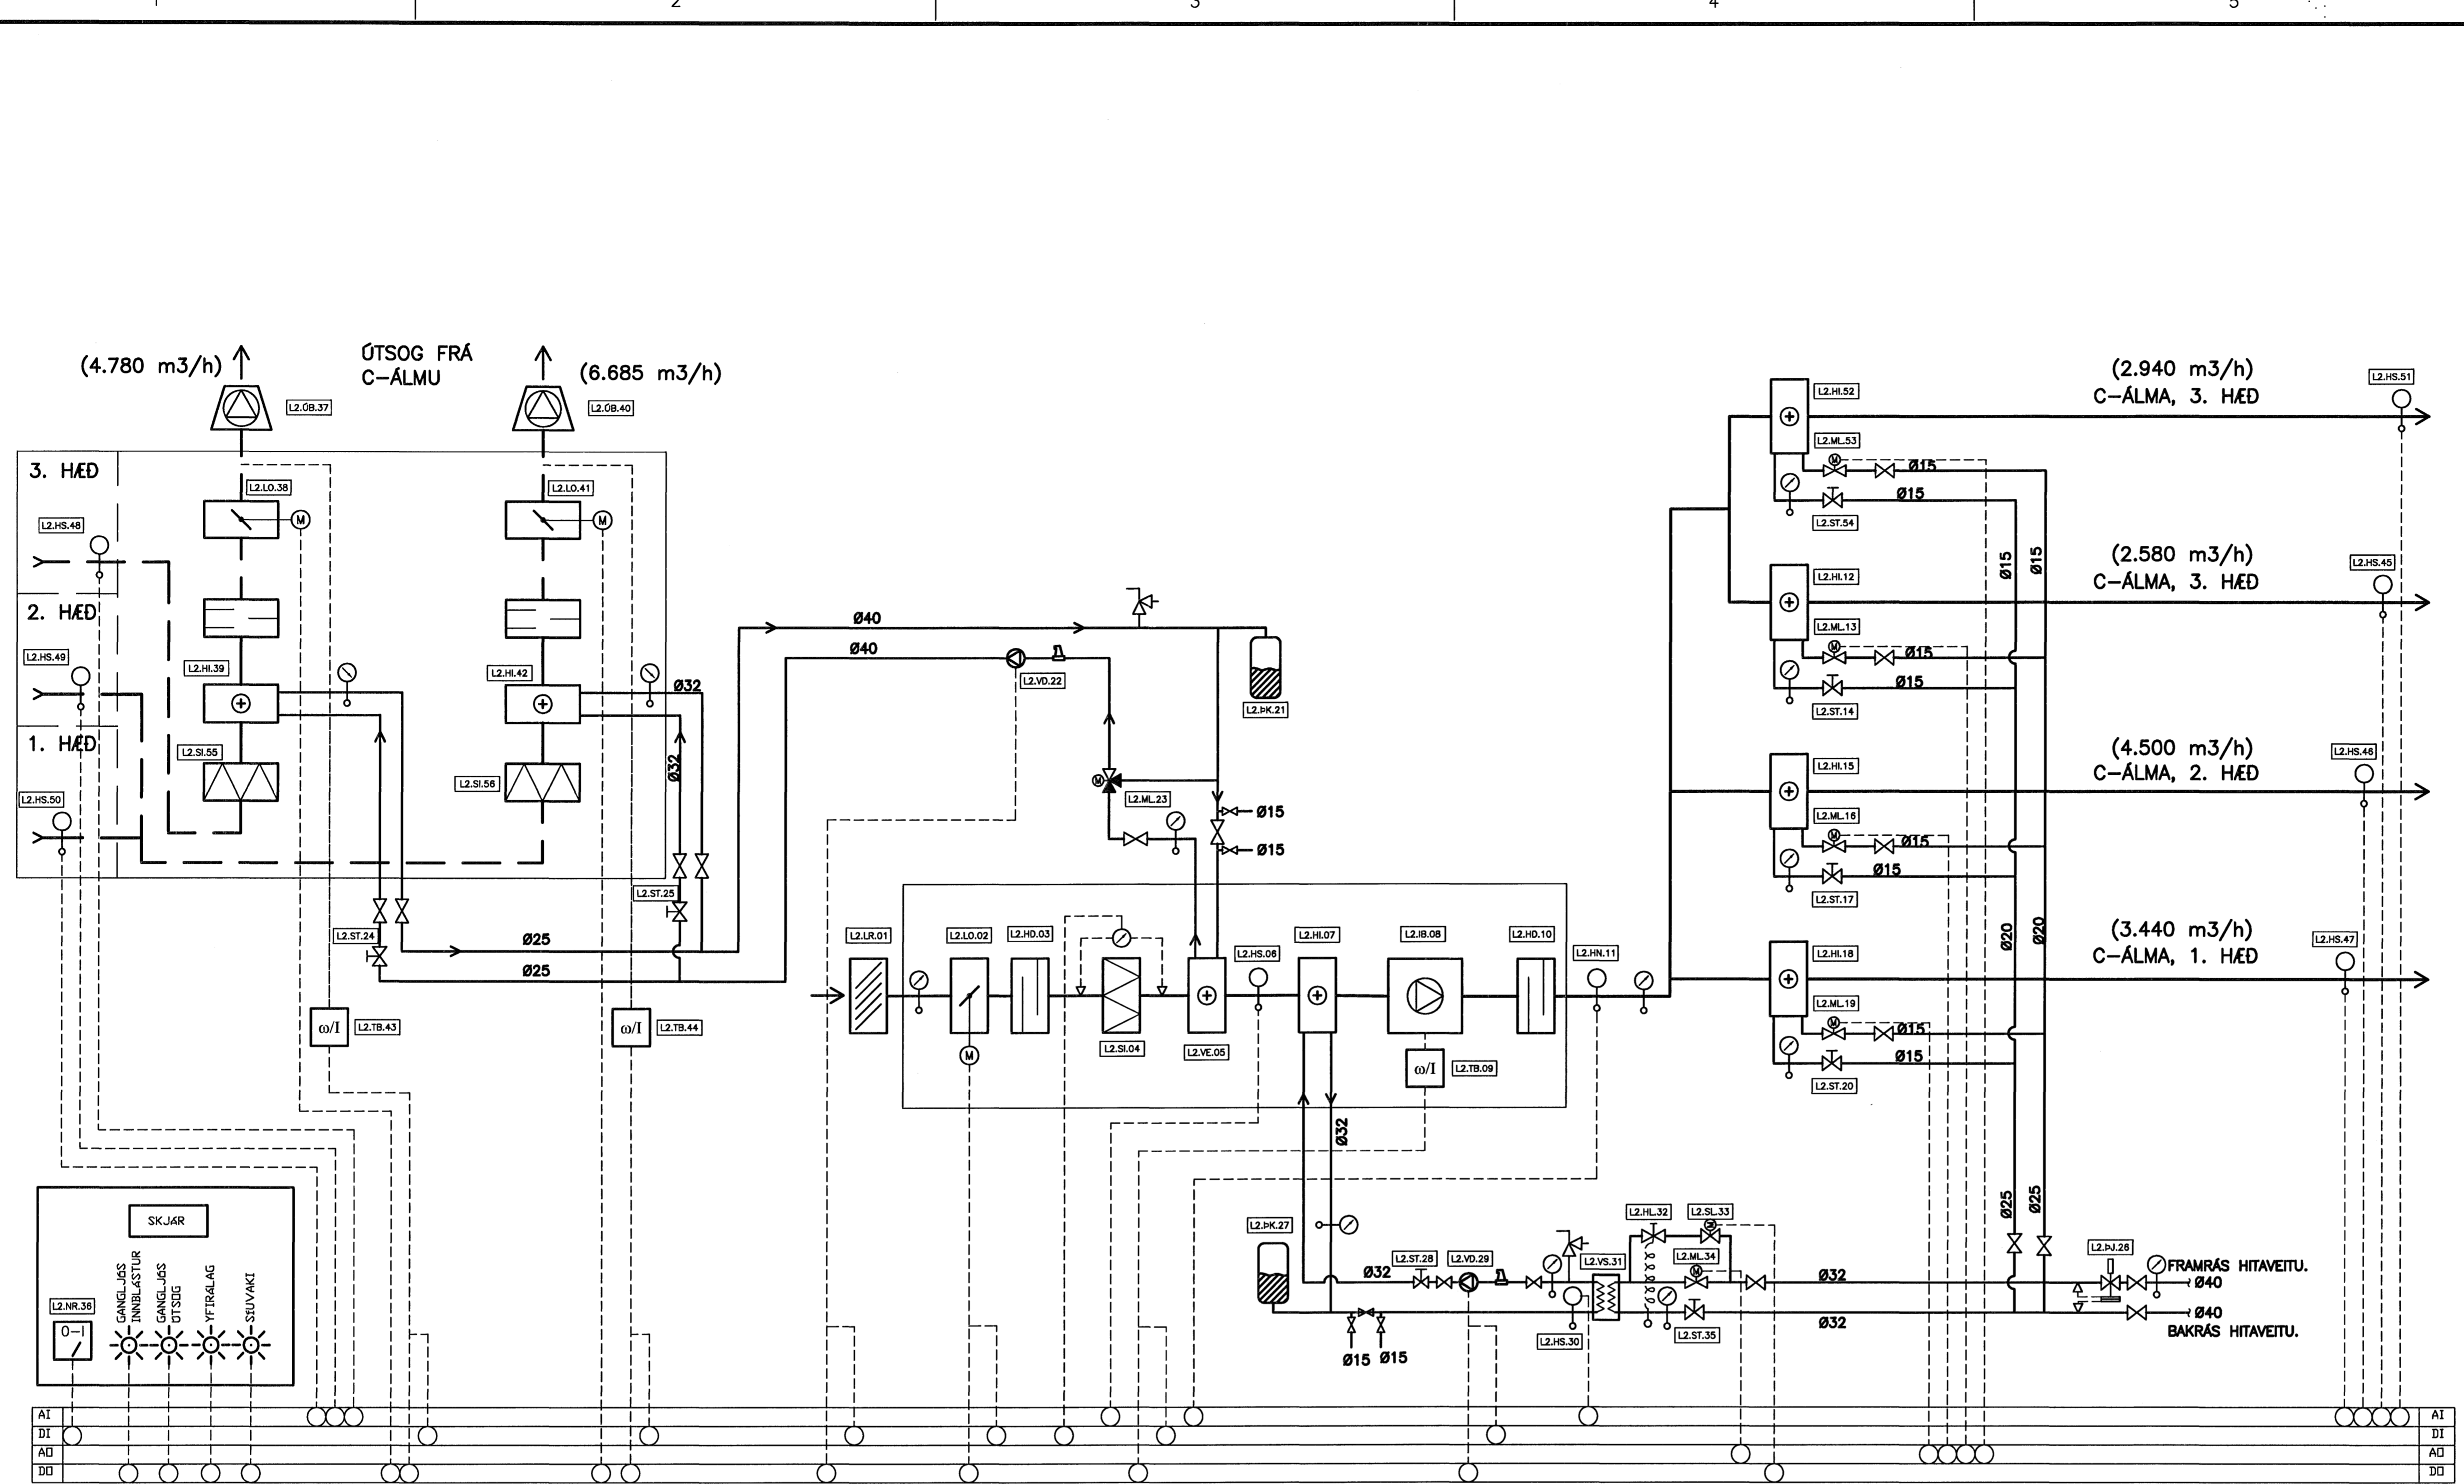 2
3
4
5
(4.780 m3/h)
ÚTSOG FRÁ
C-ÁLMU
(6.685 m3/h)
L2.ÚB.37
L2.ÚB.40
(2.940 m3/h)
C-ÁLMA, 3. HÆÐ
L2.HS.51
L2.HI.52
L2.ML.53
Ø15
Ø15
L2.ST.54
3. HÆÐ
L2.LO.38
M
L2.LO.41
M
L2.HS.48
2. HÆÐ
L2.HS.49
L2.HI.39
L2.HI.42
Ø32
Ø32
1. HÆÐ
L2.SI.55
L2.SI.56
L2.HS.50
Ø40
Ø40
L2.VD.22
L2.ÞK.21
M
L2.ML.23
Ø15
Ø15
(2.580 m3/h)
C-ÁLMA, 3. HÆÐ
L2.HS.45
L2.HI.12
L2.ML.13
Ø15
Ø15
L2.ST.14
Ø15
Ø15
(4.500 m3/h)
C-ÁLMA, 2. HÆÐ
L2.HS.46
L2.HI.15
L2.ML.16
Ø15
Ø15
L2.ST.17
Ø20
Ø20
(3.440 m3/h)
C-ÁLMA, 1. HÆÐ
L2.HS.47
L2.HI.18
L2.ML.19
Ø15
Ø15
L2.ST.20
L2.ST.25
L2.ST.24
Ø25
Ø25
ω/I
L2.TB.43
ω/I
L2.TB.44
L2.LR.01
L2.LO.02
L2.HD.03
L2.SI.04
L2.VE.05
L2.HS.06
L2.HI.07
L2.IB.08
L2.HD.10
L2.HN.11
M
ω/I
L2.TB.09
Ø32
L2.ÞK.27
Ø32
L2.ST.28
L2.VD.29
L2.HS.30
L2.VS.31
L2.HL.32
L2.SL.33
L2.ML.34
L2.ST.35
Ø15 Ø15
Ø32
Ø32
Ø25
Ø25
L2.ÞJ.26
FRAMRÁS HITAVEITU.
Ø40
Ø40
BAKRÁS HITAVEITU.
SKJÁR
L2.NR.36
0-I
GANGLJÓS
INNBLÁSTUR
GANGLJÓS
ÚTSOG
YFIRÁLAG
SÍUVAKI
AI
DI
AO
DO
AI
DI
AO
DO